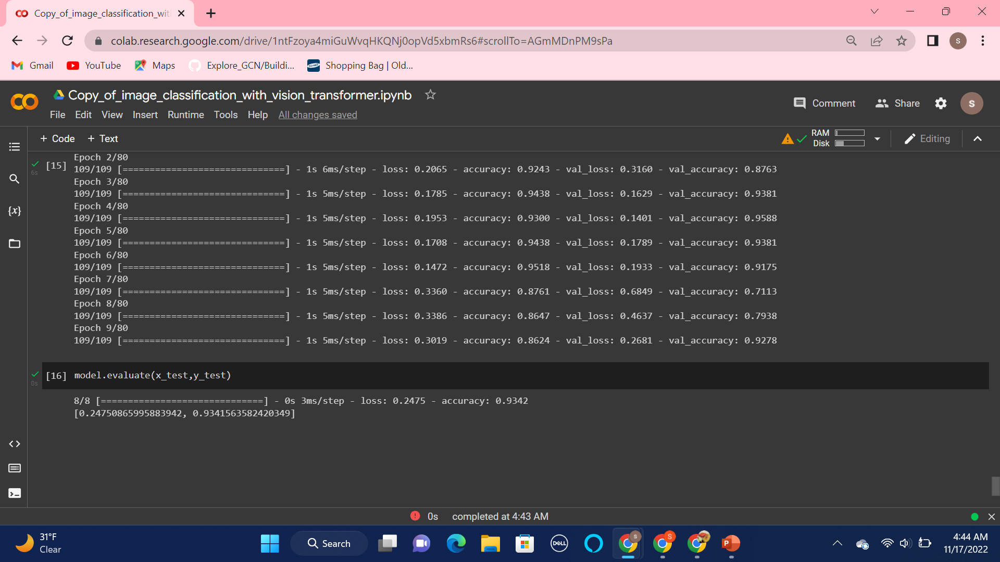 Copy_of_image_classification_wit
colab.research.google.com/drive/1ntFzoya4miGuWvqHKQNj0opVd5xbmRs6#scrollTo=AGmMDnPM9sPa
S
Gmail YouTube Maps Explore_GCN/Buildi... Shopping Bag | Old...
Copy_of_image_classification_with_vision_transformer.ipynb
Comment Share S
File Edit View Insert Runtime Tools Help All changes saved
+ Code + Text
RAM
Disk
Editing
Epoch 2/80
[15]
6s
109/109 [==============================] - 1s 6ms/step - loss: 0.2065 - accuracy: 0.9243 - val_loss: 0.3160 - val_accuracy: 0.8763
Epoch 3/80
109/109 [==============================] - 1s 5ms/step - loss: 0.1785 - accuracy: 0.9438 - val_loss: 0.1629 - val_accuracy: 0.9381
Epoch 4/80
109/109 [==============================] - 1s 5ms/step - loss: 0.1953 - accuracy: 0.9300 - val_loss: 0.1401 - val_accuracy: 0.9588
Epoch 5/80
109/109 [==============================] - 1s 5ms/step - loss: 0.1708 - accuracy: 0.9438 - val_loss: 0.1789 - val_accuracy: 0.9381
Epoch 6/80
109/109 [==============================] - 1s 5ms/step - loss: 0.1472 - accuracy: 0.9518 - val_loss: 0.1933 - val_accuracy: 0.9175
Epoch 7/80
109/109 [==============================] - 1s 5ms/step - loss: 0.3360 - accuracy: 0.8761 - val_loss: 0.6849 - val_accuracy: 0.7113
Epoch 8/80
109/109 [==============================] - 1s 5ms/step - loss: 0.3386 - accuracy: 0.8647 - val_loss: 0.4637 - val_accuracy: 0.7938
Epoch 9/80
109/109 [==============================] - 1s 5ms/step - loss: 0.3019 - accuracy: 0.8624 - val_loss: 0.2681 - val_accuracy: 0.9278
[16] model.evaluate(x_test,y_test)
0s
8/8 [==============================] - 0s 3ms/step - loss: 0.2475 - accuracy: 0.9342
[0.24750865995883942, 0.9341563582420349]
{x}
0s completed at 4:43 AM
31°F
Clear
Search
DELL
S
S
P
4:44 AM
11/17/2022